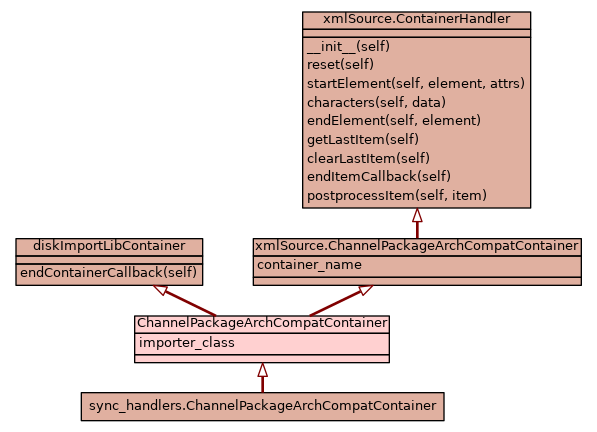 xmlSource.ContainerHandler
__init__(self)
reset(self)
startElement(self, element, attrs)
characters(self, data)
endElement(self, element)
getLastItem(self)
clearLastItem(self)
endItemCallback(self)
postprocessItem(self, item)
diskImportLibContainer
endContainerCallback(self)
xmlSource.ChannelPackageArchCompatContainer
container_name
ChannelPackageArchCompatContainer
importer_class
sync_handlers.ChannelPackageArchCompatContainer